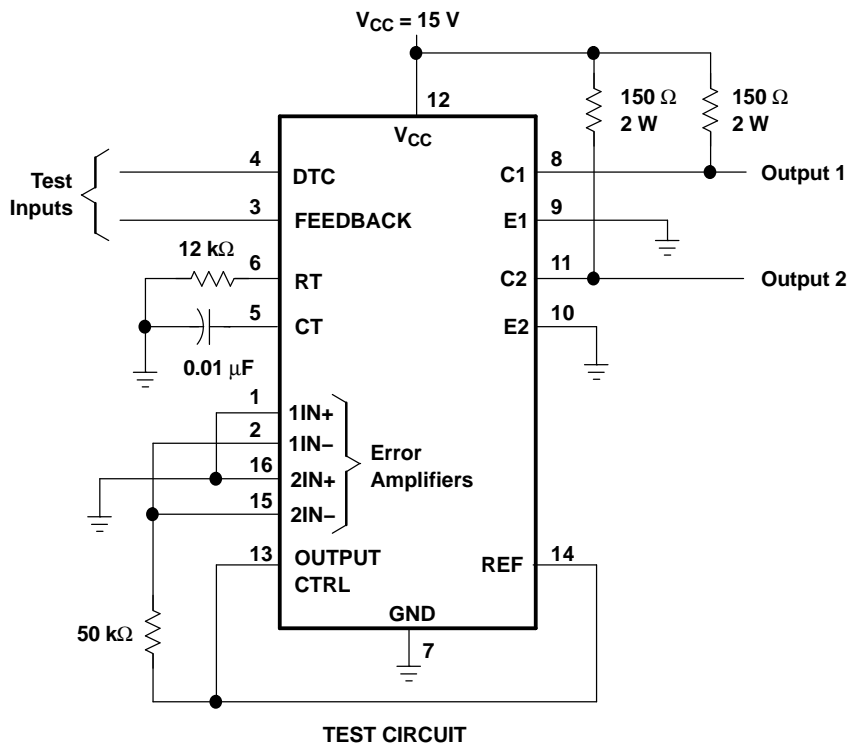 VCC = 15 V
12
VCC
150 Ω
2 W
150 Ω
2 W
4
DTC
C1
8
Output 1
Test
Inputs
3
FEEDBACK
E1
9
12 kΩ
6
RT
C2
11
Output 2
5
CT
E2
10
0.01 μF
1
1IN+
2
1IN−
16
2IN+
15
2IN−
Error
Amplifiers
13
OUTPUT
CTRL
REF
14
50 kΩ
GND
7
TEST CIRCUIT